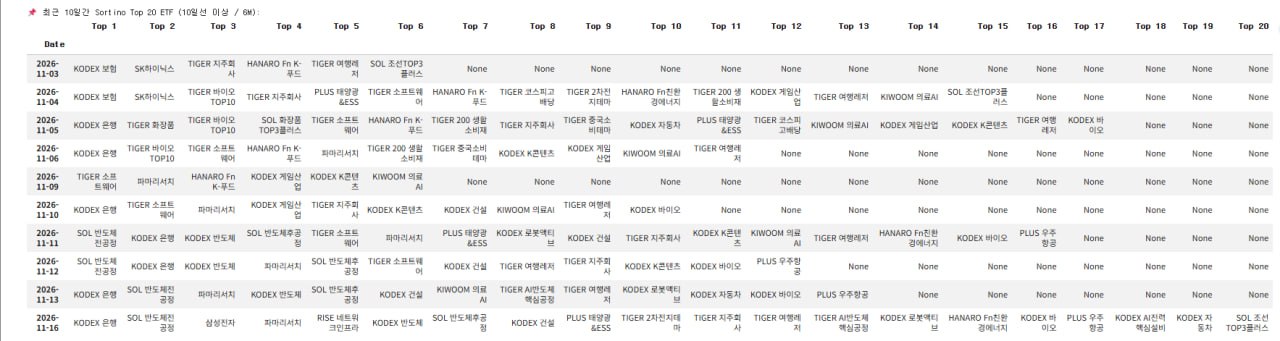 📌 최근 10일간 Sortino Top 20 ETF (10일선 이상 / 6M):
Top 1 Top 2 Top 3 Top 4 Top 5 Top 6 Top 7 Top 8 Top 9 Top 10 Top 11 Top 12 Top 13 Top 14 Top 15 Top 16 Top 17 Top 18 Top 19 Top 20
Date
2026-11-03 KODEX 보험 SK하이닉스 TIGER 지주회사 HANARO Fn K-푸드 TIGER 여행레저 SOL 조선TOP3플러스 None None None None None None None None None None None None None None
2026-11-04 KODEX 보험 SK하이닉스 TIGER 바이오TOP10 TIGER 지주회사 PLUS 태양광&ESS TIGER 소프트웨어 HANARO Fn K-푸드 TIGER 코스피고배당 TIGER 2차전지테마 HANARO Fn친환경에너지 TIGER 200 생활소비재 KODEX 게임산업 TIGER 여행레저 KIWOOM 의료AI SOL 조선TOP3플러스 None None None None None
2026-11-05 KODEX 은행 TIGER 화장품 TIGER 바이오TOP10 SOL 화장품TOP3플러스 TIGER 소프트웨어 HANARO Fn K-푸드 TIGER 200 생활소비재 TIGER 지주회사 TIGER 중국소비테마 KODEX 자동차 PLUS 태양광&ESS TIGER 코스피고배당 KIWOOM 의료AI KODEX 게임산업 KODEX K콘텐츠 TIGER 여행레저 KODEX 바이오 None None None
2026-11-06 KODEX 은행 TIGER 바이오TOP10 TIGER 소프트웨어 HANARO Fn K-푸드 파마리서치 TIGER 200 생활소비재 TIGER 중국소비테마 KODEX K콘텐츠 KODEX 게임산업 KIWOOM 의료AI TIGER 여행레저 None None None None None None None None None
2026-11-09 TIGER 소프트웨어 파마리서치 HANARO Fn K-푸드 KODEX 게임산업 KODEX K콘텐츠 KIWOOM 의료AI None None None None None None None None None None None None None None
2026-11-10 KODEX 은행 TIGER 소프트웨어 파마리서치 KODEX 게임산업 TIGER 지주회사 KODEX K콘텐츠 KODEX 건설 KIWOOM 의료AI TIGER 여행레저 KODEX 바이오 None None None None None None None None None None
2026-11-11 SOL 반도체전공정 KODEX 은행 KODEX 반도체 SOL 반도체후공정 TIGER 소프트웨어 파마리서치 PLUS 태양광&ESS KODEX 로봇액티브 KODEX 건설 TIGER 지주회사 KODEX K콘텐츠 KIWOOM 의료AI TIGER 여행레저 HANARO Fn친환경에너지 KODEX 바이오 PLUS 우주항공 None None None None
2026-11-12 SOL 반도체전공정 KODEX 은행 KODEX 반도체 파마리서치 SOL 반도체후공정 TIGER 소프트웨어 KODEX 건설 TIGER 여행레저 TIGER 지주회사 KODEX K콘텐츠 KODEX 바이오 PLUS 우주항공 None None None None None None None None
2026-11-13 KODEX 은행 SOL 반도체전공정 파마리서치 KODEX 반도체 SOL 반도체후공정 KODEX 건설 KIWOOM 의료AI TIGER AI반도체핵심공정 TIGER 여행레저 KODEX 로봇액티브 KODEX 자동차 KODEX 바이오 PLUS 우주항공 None None None None None None None
2026-11-16 KODEX 은행 SOL 반도체전공정 삼성전자 파마리서치 RISE 네트워크인프라 KODEX 반도체 SOL 반도체후공정 KODEX 건설 PLUS 태양광&ESS TIGER 2차전지테마 TIGER 지주회사 TIGER 여행레저 TIGER AI반도체핵심공정 KODEX 로봇액티브 HANARO Fn친환경에너지 KODEX 바이오 PLUS 우주항공 KODEX AI전력핵심설비 KODEX 자동차 SOL 조선TOP3플러스